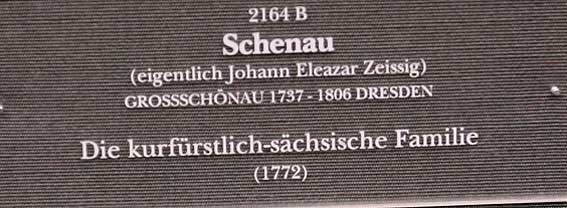 2164 B
Schenau
(eigentlich Johann Eleazar Zeissig)
GROSSSCHÖNAU 1737 - 1806 DRESDEN
Die kurfürstlich-sächsische Familie
(1772)